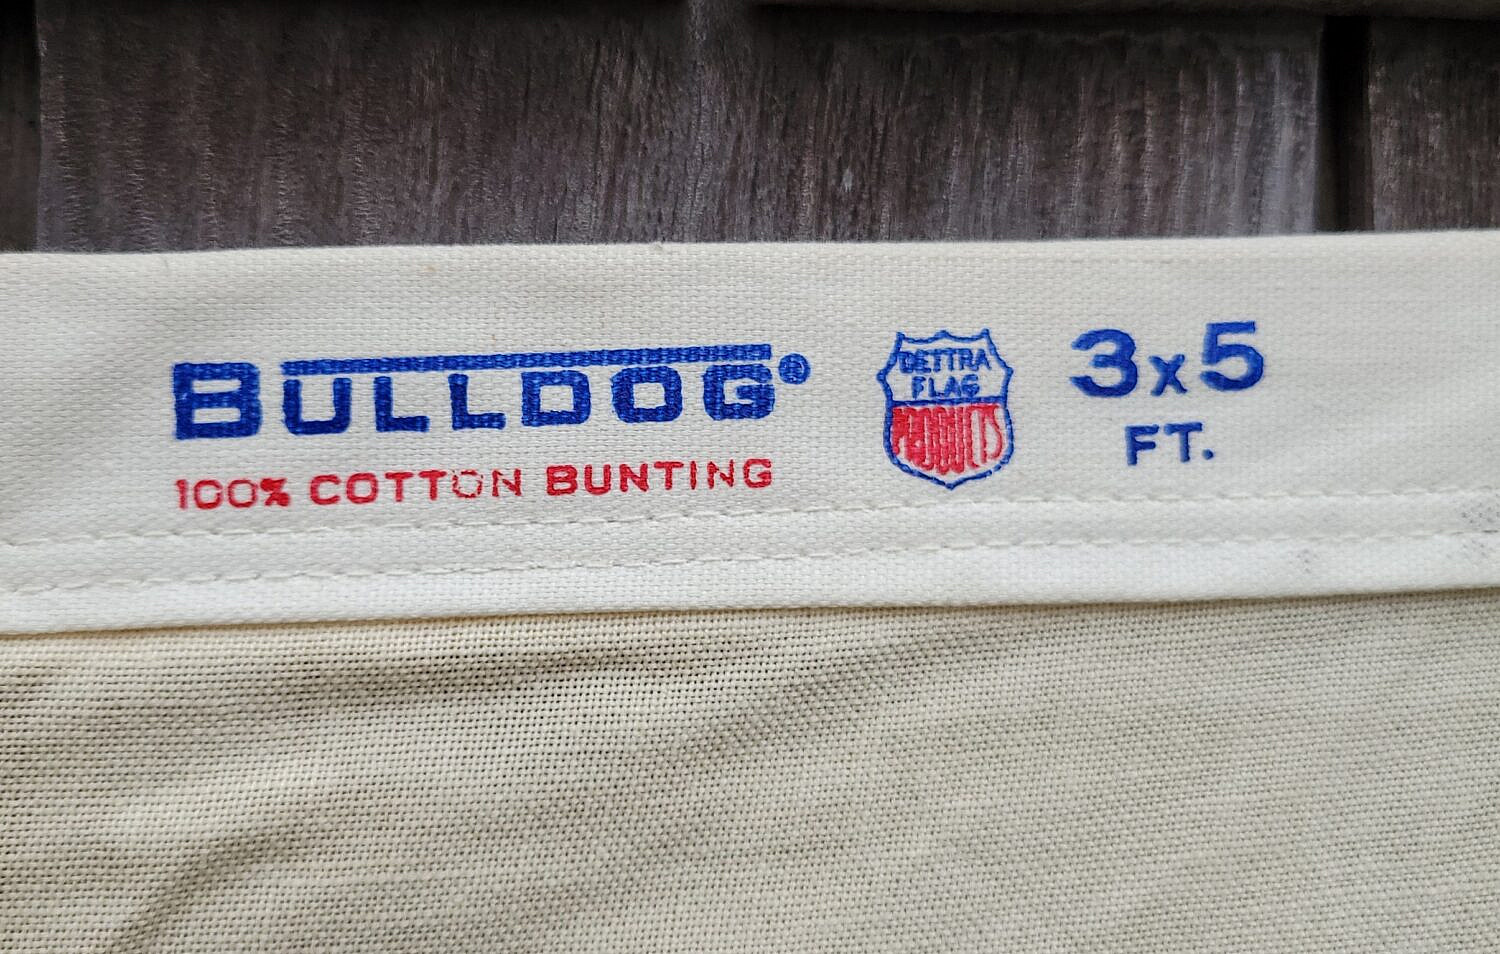 BULLDOG®
100% COTTON BUNTING
DETTRA
FLAG
PRODUCTS
3x5
FT.